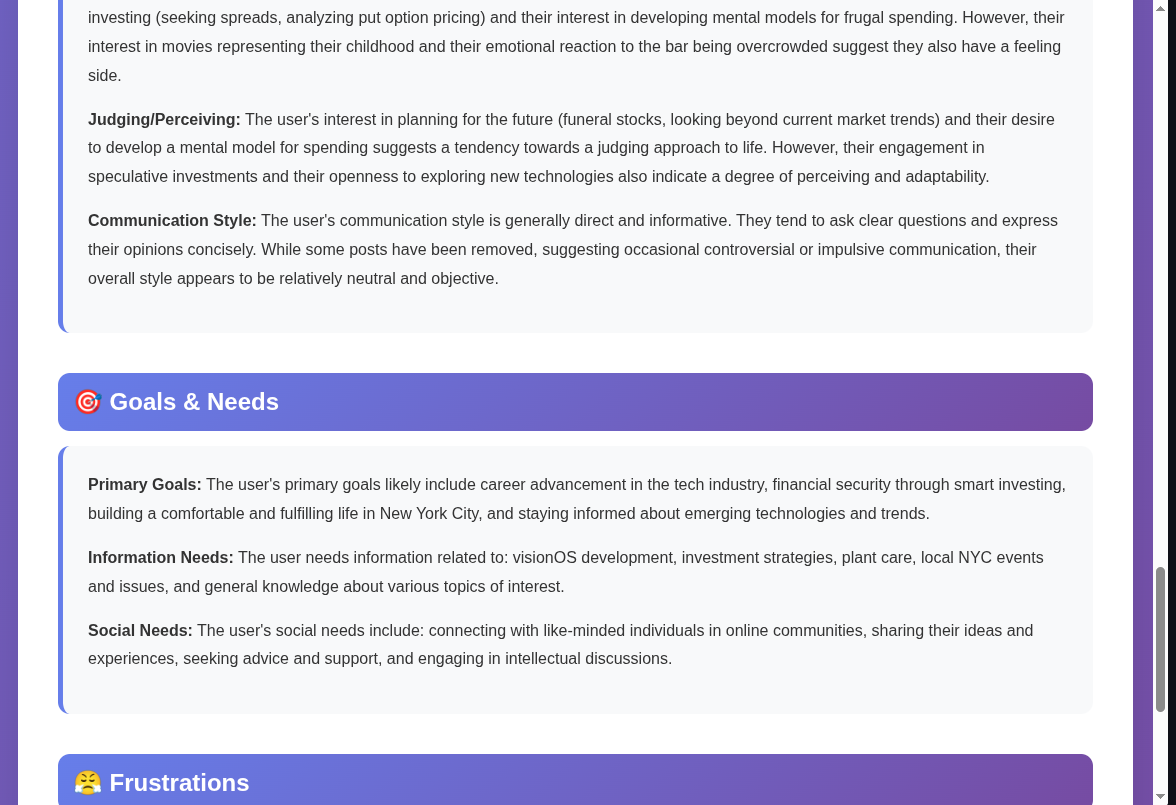 investing (seeking spreads, analyzing put option pricing) and their interest in developing mental models for frugal spending. However, their
interest in movies representing their childhood and their emotional reaction to the bar being overcrowded suggest they also have a feeling
side.
Judging/Perceiving: The user's interest in planning for the future (funeral stocks, looking beyond current market trends) and their desire
to develop a mental model for spending suggests a tendency towards a judging approach to life. However, their engagement in
speculative investments and their openness to exploring new technologies also indicate a degree of perceiving and adaptability.
Communication Style: The user's communication style is generally direct and informative. They tend to ask clear questions and express
their opinions concisely. While some posts have been removed, suggesting occasional controversial or impulsive communication, their
overall style appears to be relatively neutral and objective.
🎯 Goals & Needs
Primary Goals: The user's primary goals likely include career advancement in the tech industry, financial security through smart investing,
building a comfortable and fulfilling life in New York City, and staying informed about emerging technologies and trends.
Information Needs: The user needs information related to: visionOS development, investment strategies, plant care, local NYC events
and issues, and general knowledge about various topics of interest.
Social Needs: The user's social needs include: connecting with like-minded individuals in online communities, sharing their ideas and
experiences, seeking advice and support, and engaging in intellectual discussions.
😤 Frustrations